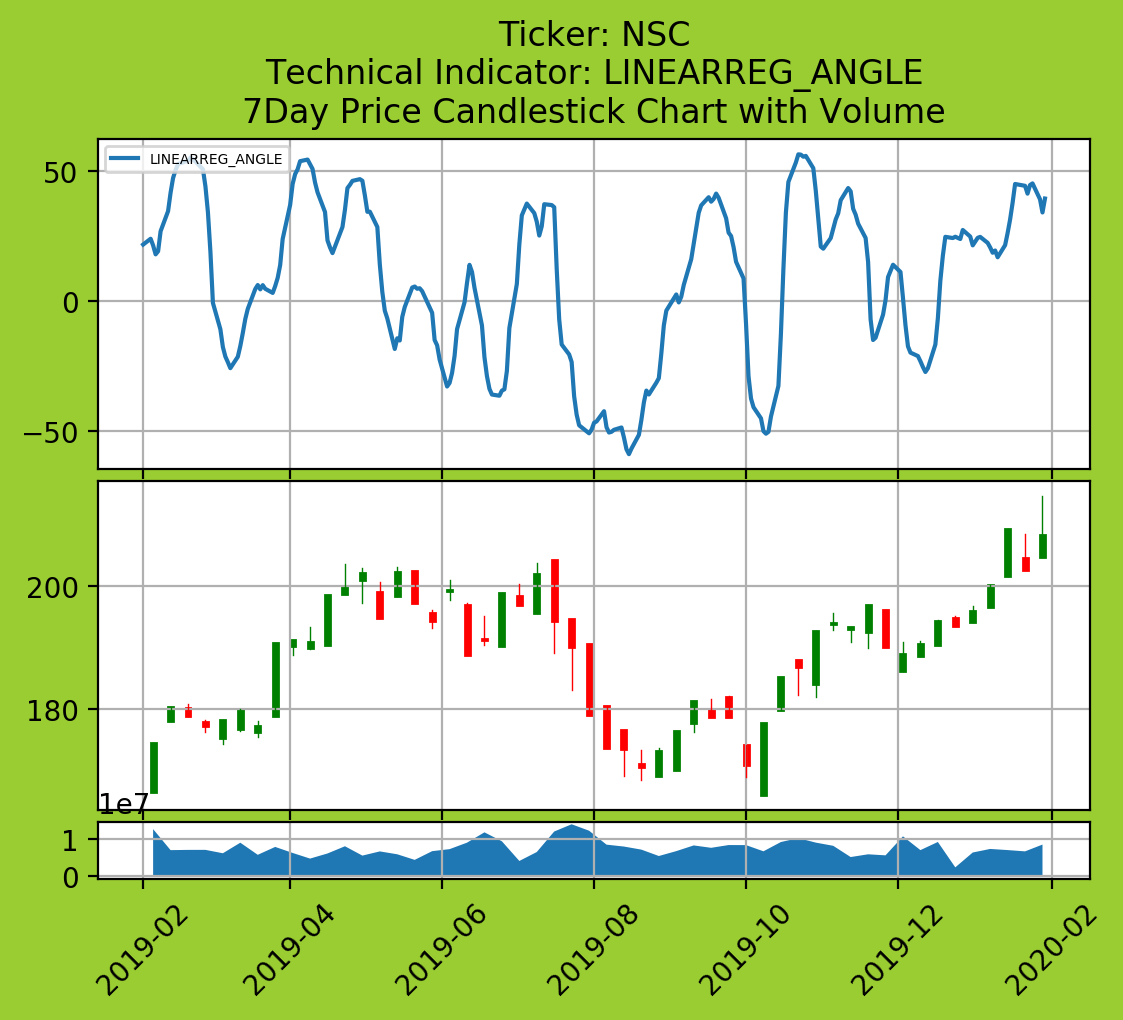 Ticker: NSC
Technical Indicator: LINEARREG_ANGLE
7Day Price Candlestick Chart with Volume
LINEARREG_ANGLE
50
0
−50
200
180
1e7
1
0
2019-02
2019-04
2019-06
2019-08
2019-10
2019-12
2020-02